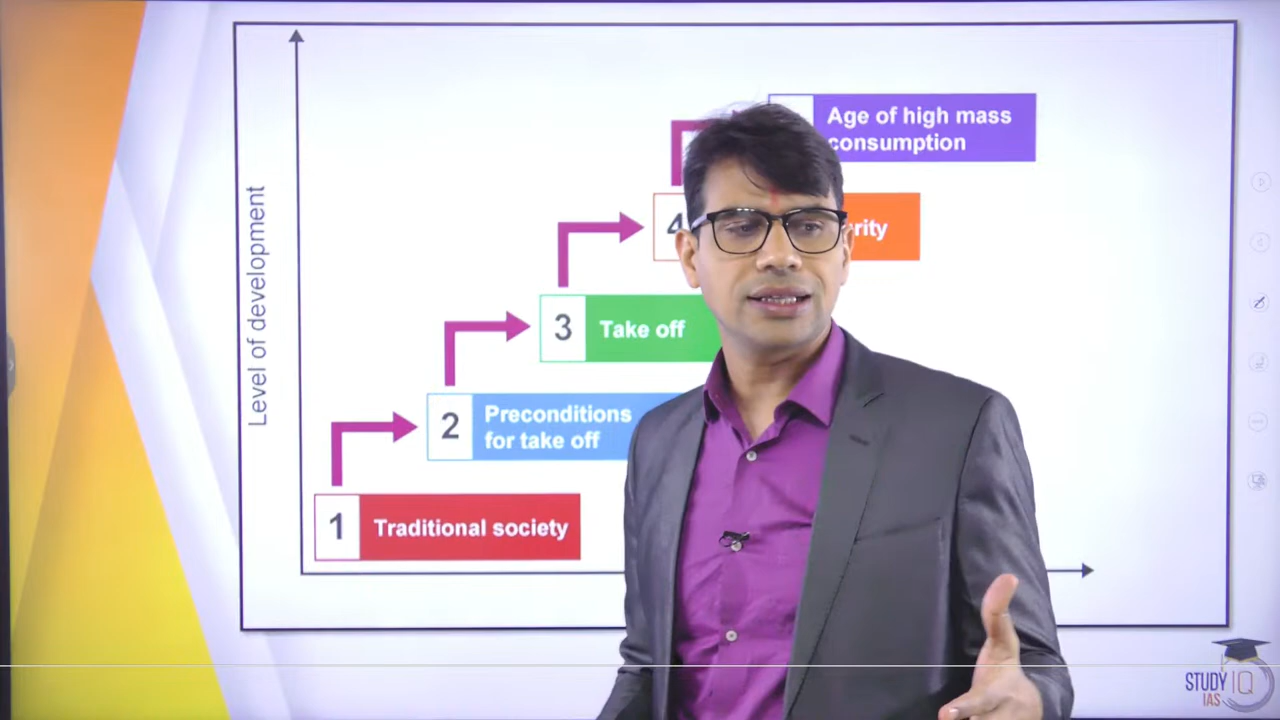 Age of high mass
consumption
4
3
Take off
2
Preconditions
for take off
1
Traditional society
Level of development
STUDY IQ
IAS